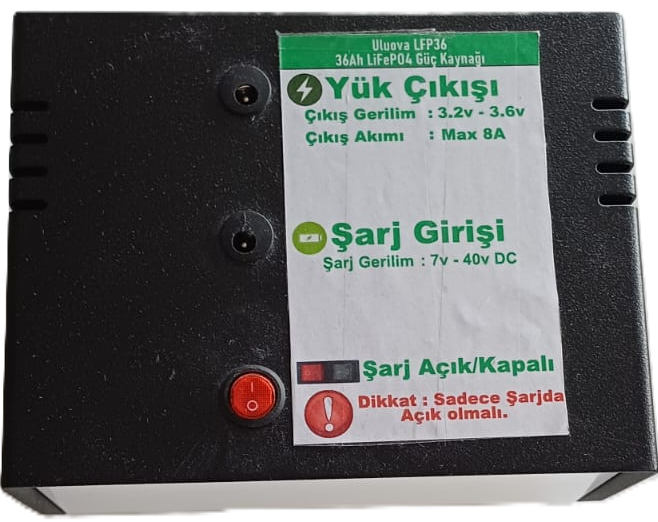 Uluova LFP36
36Ah LiFePO4 Güç Kaynağı
Yük Çıkışı
Çıkış Gerilim : 3.2v - 3.6v
Çıkış Akımı : Max 8A
Şarj Girişi
Şarj Gerilim : 7v - 40v DC
Şarj Açık/Kapalı
Dikkat : Sadece Şarjda
Açık olmalı.